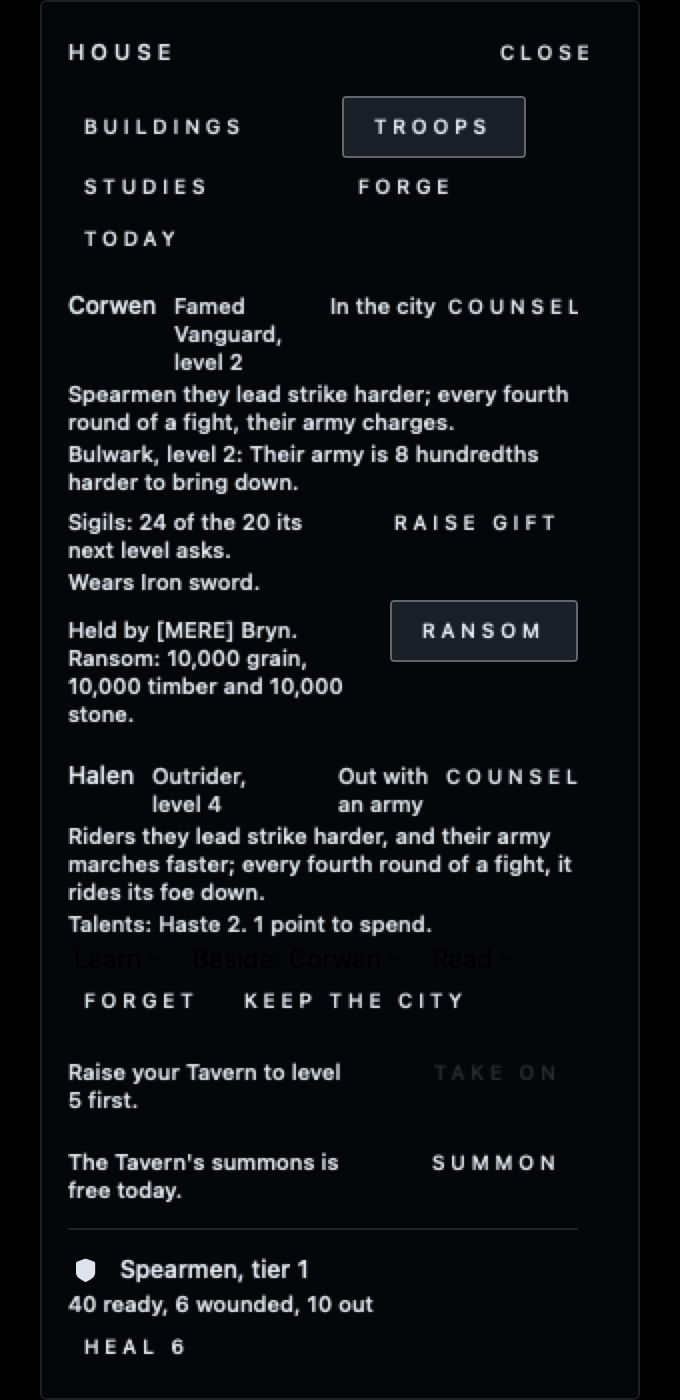 HOUSE CLOSE
BUILDINGS TROOPS
STUDIES FORGE
TODAY
Corwen Famed Vanguard, level 2 In the city COUNSEL
Spearmen they lead strike harder; every fourth
round of a fight, their army charges.
Bulwark, level 2: Their army is 8 hundredths
harder to bring down.
Sigils: 24 of the 20 its
next level asks.
RAISE GIFT
Wears Iron sword.
Held by [MERE] Bryn.
Ransom: 10,000 grain,
10,000 timber and 10,000
stone.
RANSOM
Halen Outrider, level 4 Out with an army COUNSEL
Riders they lead strike harder, and their army
marches faster; every fourth round of a fight, it
rides its foe down.
Talents: Haste 2. 1 point to spend.
Learn Beside: Corwen Read
FORGET KEEP THE CITY
Raise your Tavern to level
5 first.
TAKE ON
The Tavern's summons is
free today.
SUMMON
Spearmen, tier 1
40 ready, 6 wounded, 10 out
HEAL 6